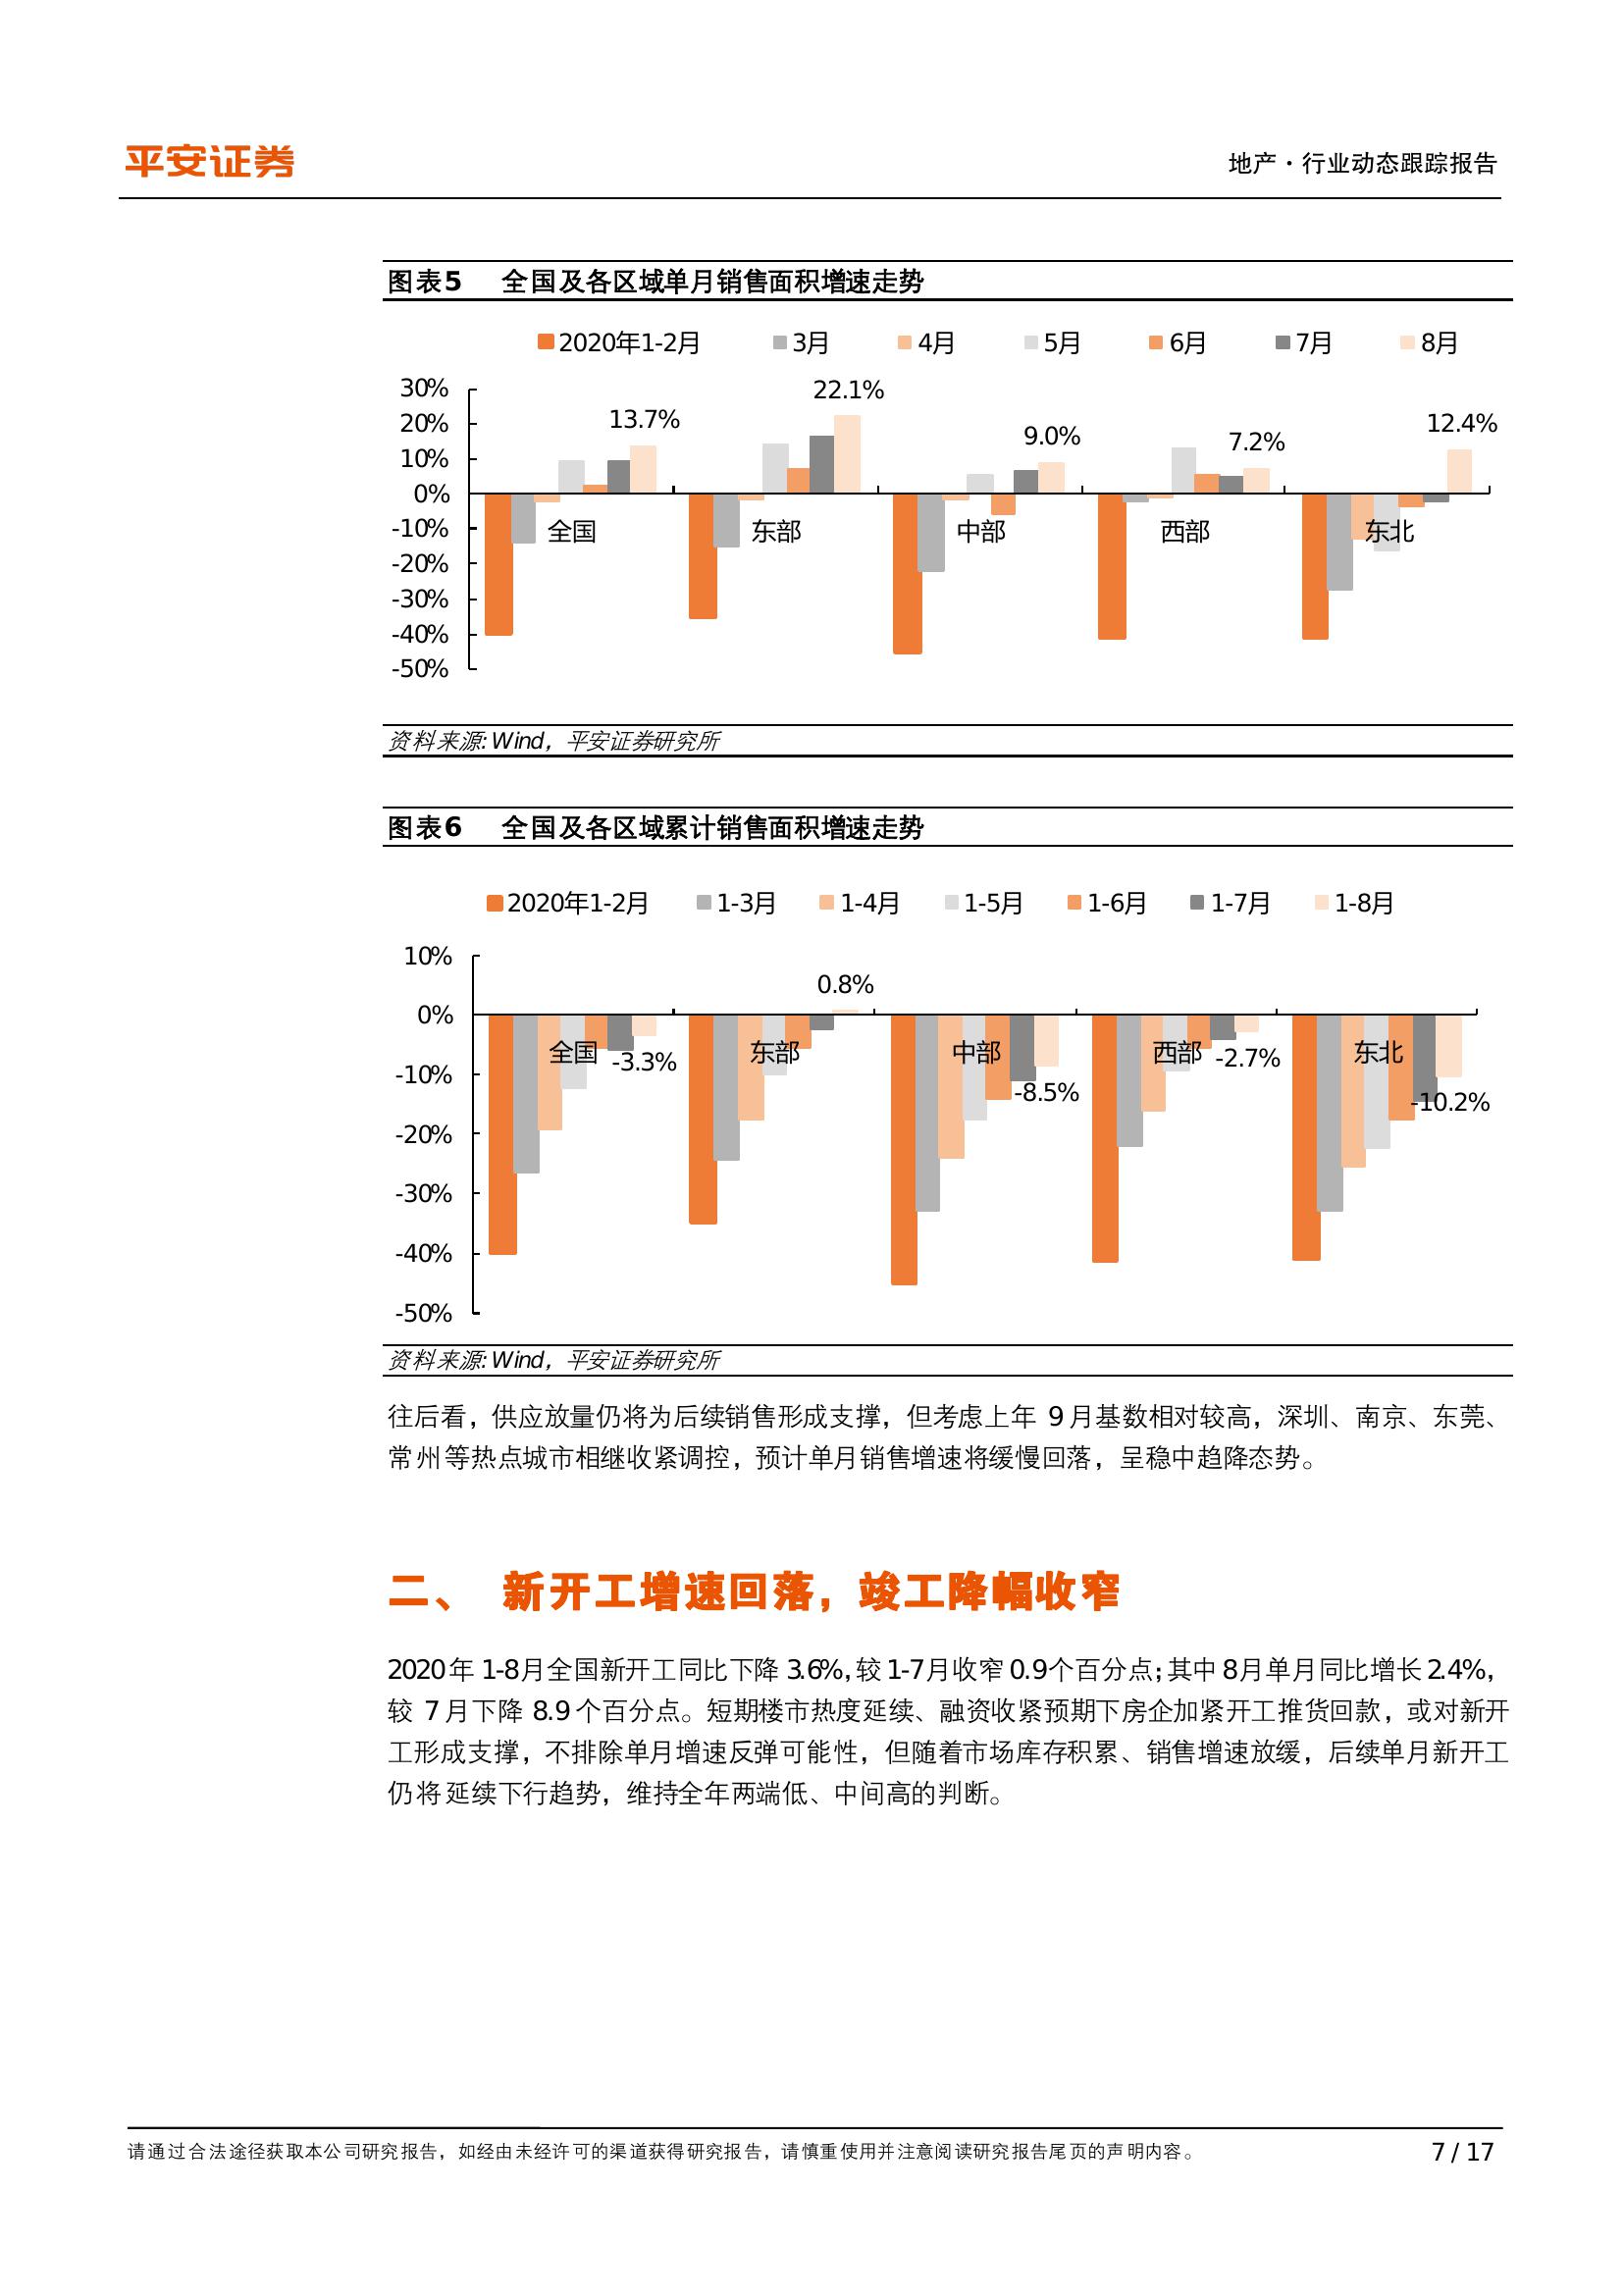 平安证券
地产·行业动态跟踪报告
图表5 全国及各区域单月销售面积增速走势
2020年1-2月 3月 4月 5月 6月 7月 8月
30%
20%
10%
0%
-10%
-20%
-30%
-40%
-50%
13.7%
22.1%
9.0%
7.2%
12.4%
全国 东部 中部 西部 东北
资料来源:Wind，平安证券研究所
图表6 全国及各区域累计销售面积增速走势
2020年1-2月 1-3月 1-4月 1-5月 1-6月 1-7月 1-8月
10%
0%
-10%
-20%
-30%
-40%
-50%
0.8%
全国 东部 中部 西部 东北
-3.3%
-8.5%
-2.7%
-10.2%
资料来源:Wind，平安证券研究所
往后看，供应放量仍将为后续销售形成支撑，但考虑上年 9月基数相对较高，深圳、南京、东莞、
常州等热点城市相继收紧调控，预计单月销售增速将缓慢回落，呈稳中趋降态势。
二、 新开工增速回落，竣工降幅收窄
2020年 1-8月全国新开工同比下降 3.6%，较1-7月收窄0.9个百分点；其中8月单月同比增长2.4%，
较 7月下降 8.9个百分点。短期楼市热度延续、融资收紧预期下房企加紧开工推货回款，或对新开
工形成支撑，不排除单月增速反弹可能性，但随着市场库存积累、销售增速放缓，后续单月新开工
仍将延续下行趋势，维持全年两端低、中间高的判断。
请通过合法途径获取本公司研究报告，如经由未经许可的渠道获得研究报告，请慎重使用并注意阅读研究报告尾页的声明内容。
7 / 17